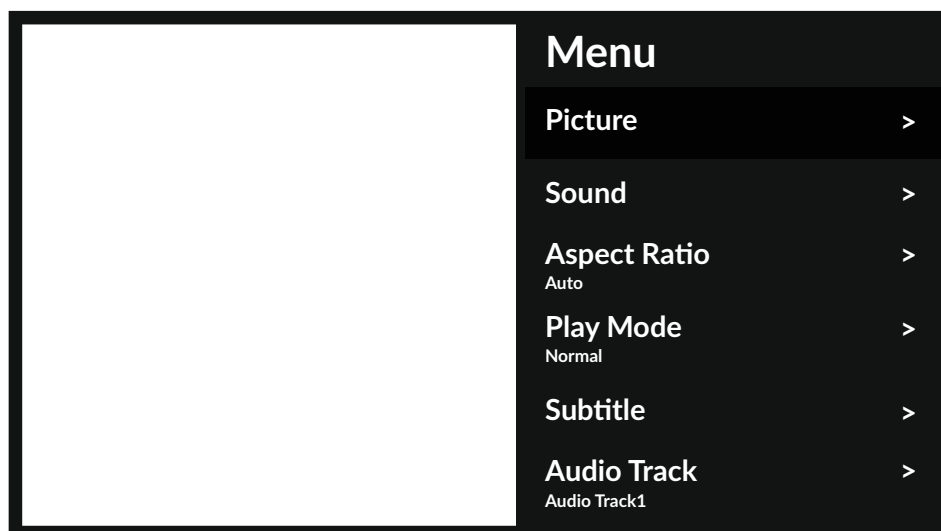 Menu
Picture >
Sound >
Aspect Ratio >
Auto
Play Mode >
Normal
Subtitle >
Audio Track >
Audio Track1